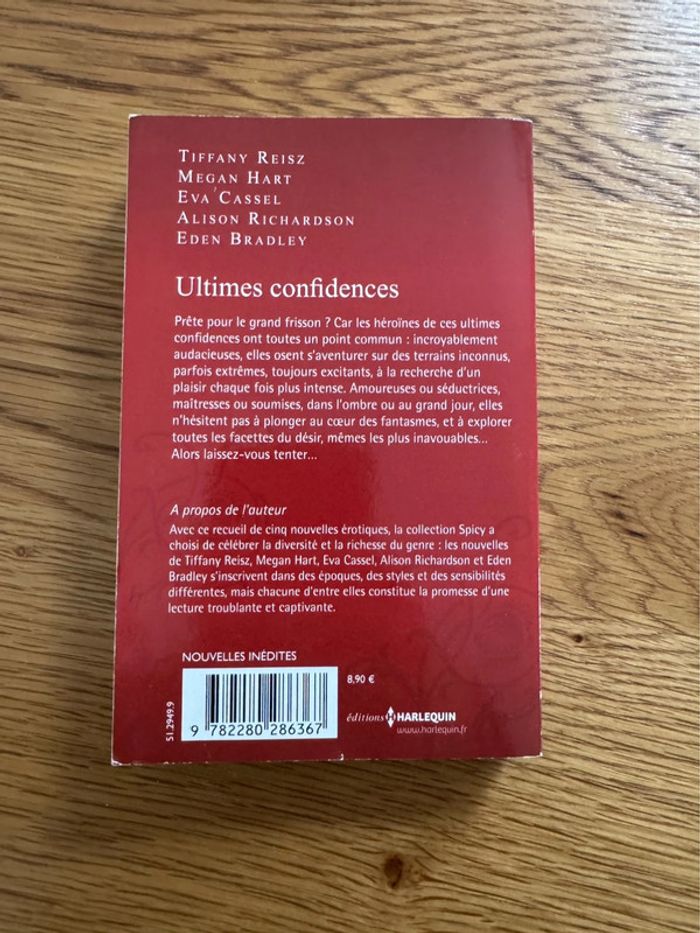 TIFFANY REISZ
MEGAN HART
EVA CASSEL
ALISON RICHARDSON
EDEN BRADLEY
Ultimes confidences
Prête pour le grand frisson ? Car les héroïnes de ces ultimes
confidences ont toutes un point commun : incroyablement
audacieuses, elles osent s'aventurer sur des terrains inconnus,
parfois extrêmes, toujours excitants, à la recherche d'un
plaisir chaque fois plus intense. Amoureuses ou séductrices,
maîtresses ou soumises, dans l'ombre ou au grand jour, elles
n'hésitent pas à plonger au cœur des fantasmes, et à explorer
toutes les facettes du désir, mêmes les plus inavouables...
Alors laissez-vous tenter...
A propos de l'auteur
Avec ce recueil de cinq nouvelles érotiques, la collection Spicy a
choisi de célébrer la diversité et la richesse du genre : les nouvelles
de Tiffany Reisz, Megan Hart, Eva Cassel, Alison Richardson et Eden
Bradley s'inscrivent dans des époques, des styles et des sensibilités
différentes, mais chacune d'entre elles constitue la promesse d'une
lecture troublante et captivante.
NOUVELLES INÉDITES
8,90 €
51.2949.9
9 782280 286367
éditions H HARLEQUIN
www.harlequin.fr